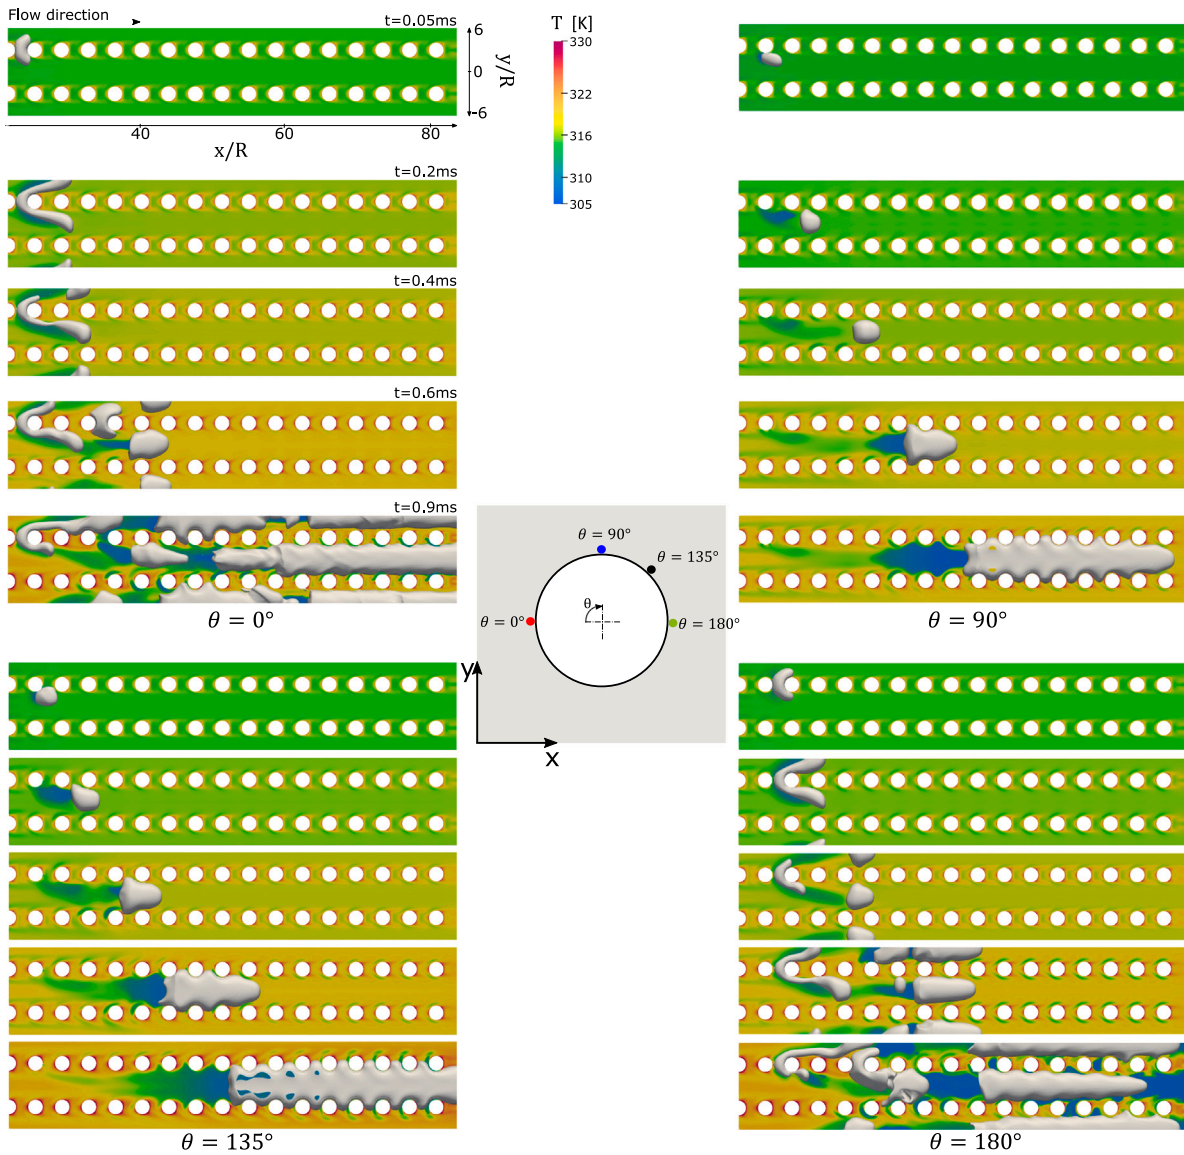 Flow direction
t=0.05ms
6
0
-6
y/R
40
60
80
x/R
T [K]
330
322
316
310
305
t=0.2ms
t=0.4ms
t=0.6ms
t=0.9ms
θ = 0°
θ = 90°
θ = 90°
θ = 135°
θ
θ = 0°
θ = 180°
y
x
θ = 135°
θ = 180°